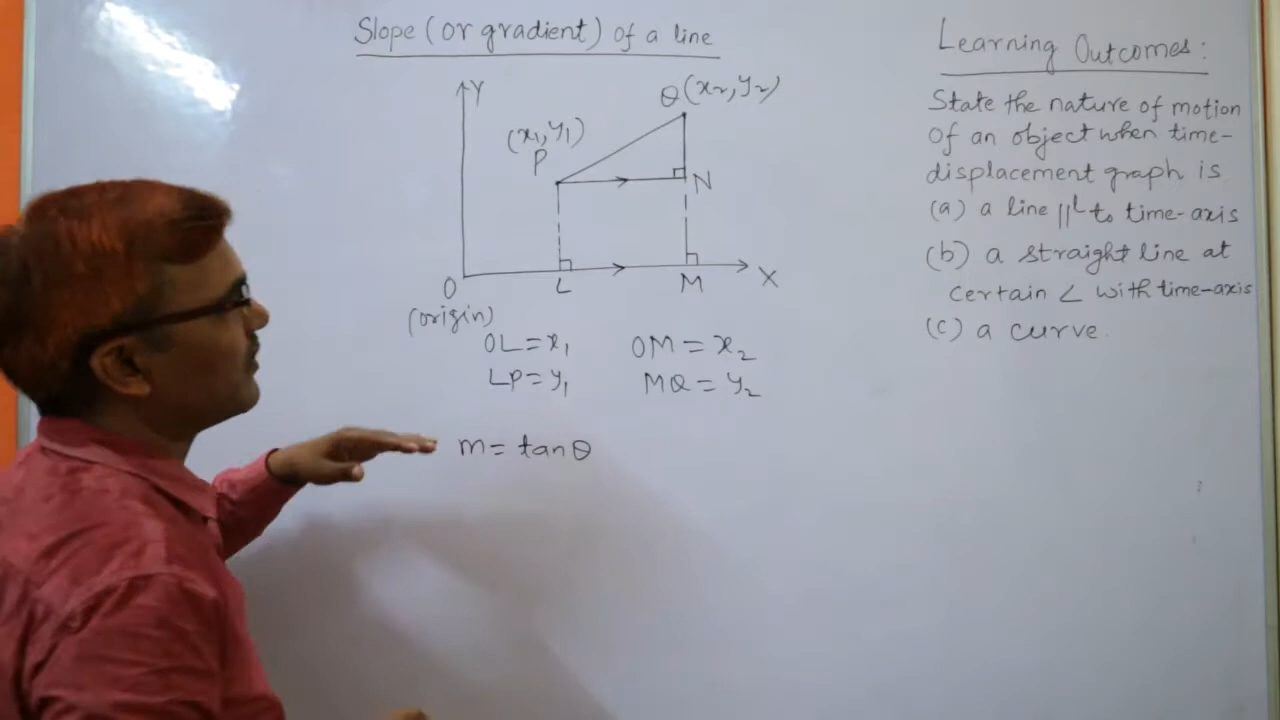 Slope (or gradient) of a line
Y
Q(x₂, y₂)
(x₁, y₁)
P
N
O
L
M
X
(origin)
OL = x₁ OM = x₂
LP = y₁ MQ = y₂
m = tan θ
Learning Outcomes:
State the nature of motion
of an object when time-
displacement graph is
(a) a line ||ᴸ to time-axis
(b) a straight line at
certain ∠ with time-axis
(c) a curve.